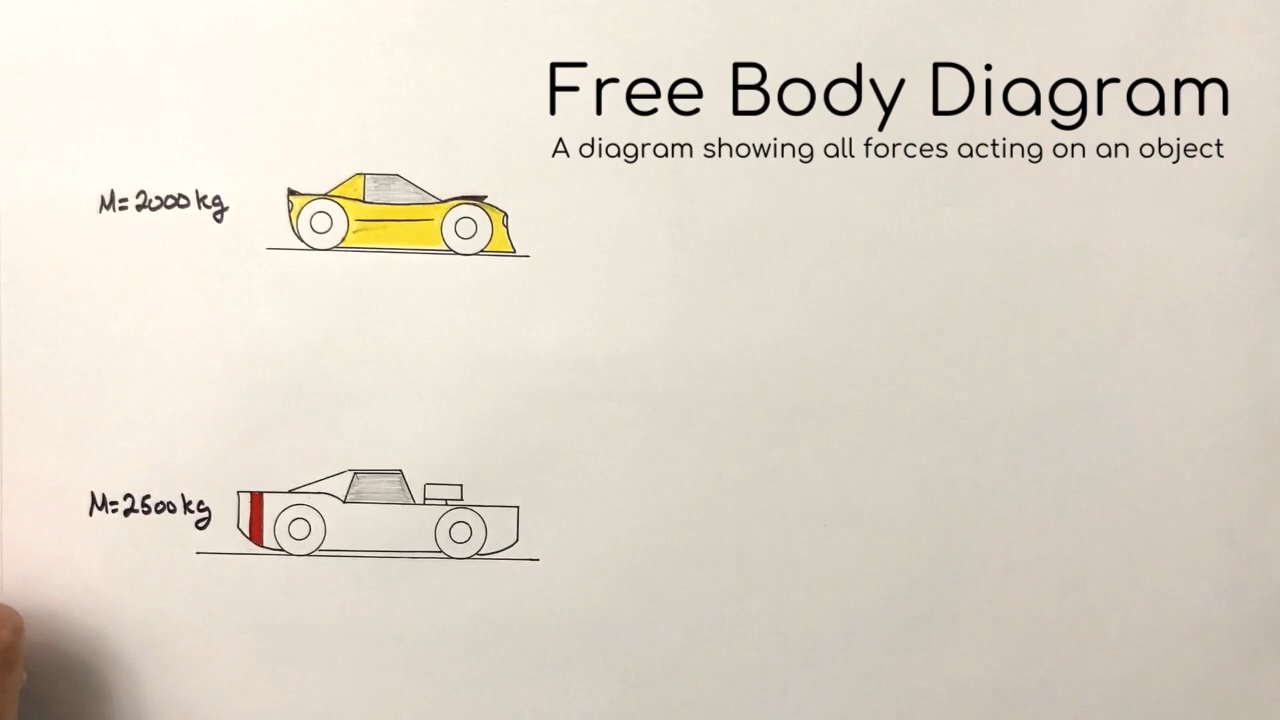 Free Body Diagram
A diagram showing all forces acting on an object
M=2000kg
M=2500kg